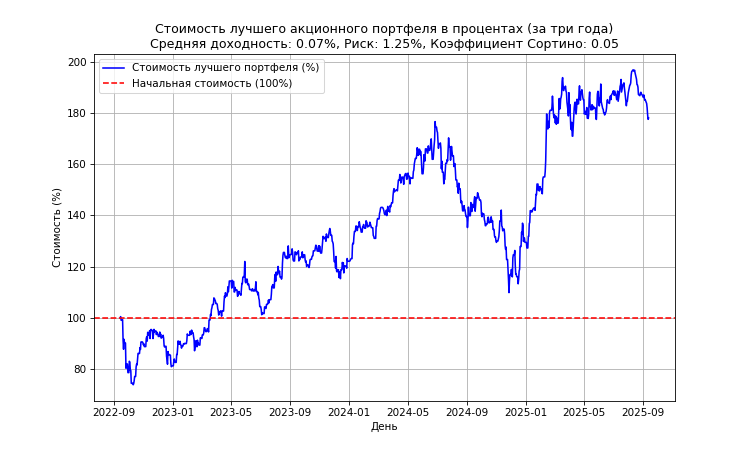 Стоимость лучшего акционного портфеля в процентах (за три года)
Средняя доходность: 0.07%, Риск: 1.25%, Коэффициент Сортино: 0.05
Стоимость лучшего портфеля (%)
Начальная стоимость (100%)
Стоимость (%)
200
180
160
140
120
100
80
2022-09 2023-01 2023-05 2023-09 2024-01 2024-05 2024-09 2025-01 2025-05 2025-09
День